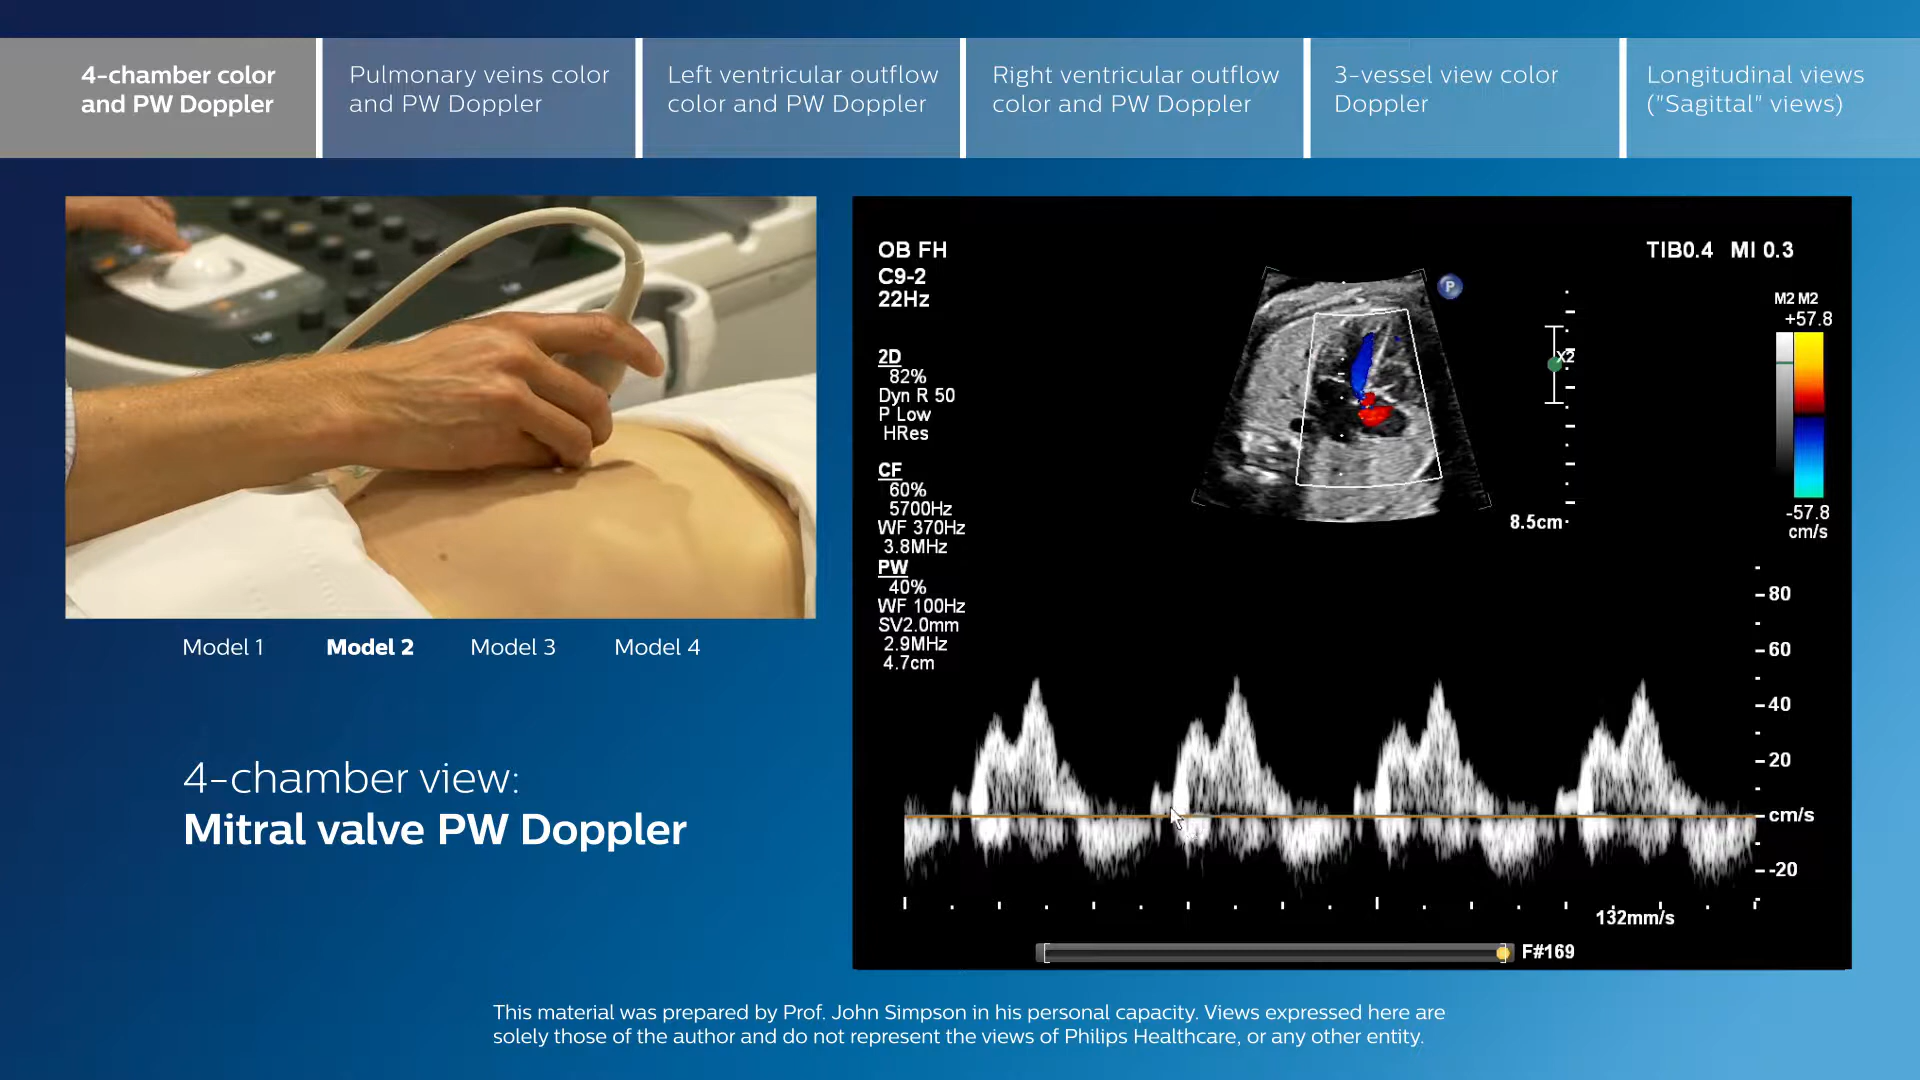 4-chamber color
and PW Doppler
Pulmonary veins color
and PW Doppler
Left ventricular outflow
color and PW Doppler
Right ventricular outflow
color and PW Doppler
3-vessel view color
Doppler
Longitudinal views
("Sagittal" views)
OB FH
C9-2
22Hz
TIB0.4 MI 0.3
2D
82%
Dyn R 50
P Low
HRes
CF
60%
5700Hz
WF 370Hz
3.8MHz
PW
40%
WF 100Hz
SV2.0mm
2.9MHz
4.7cm
P
X2
8.5cm
M2 M2
+57.8
-57.8
cm/s
80
60
40
20
cm/s
-20
132mm/s
F#169
Model 1
Model 2
Model 3
Model 4
4-chamber view:
Mitral valve PW Doppler
This material was prepared by Prof. John Simpson in his personal capacity. Views expressed here are
solely those of the author and do not represent the views of Philips Healthcare, or any other entity.